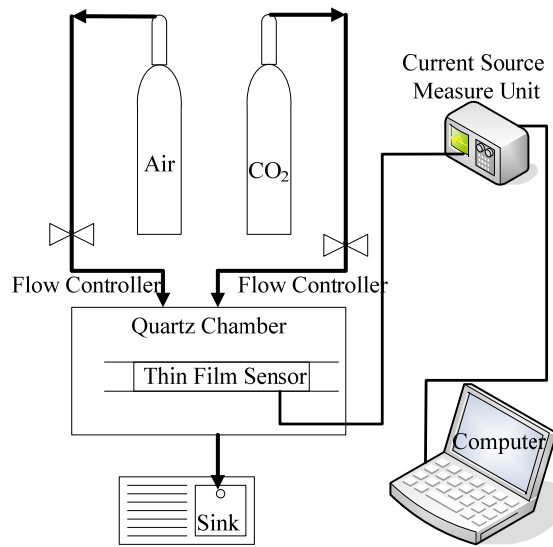 Current Source
Measure Unit
Air
CO₂
Flow Controller
Flow Controller
Quartz Chamber
Thin Film Sensor
Computer
Sink